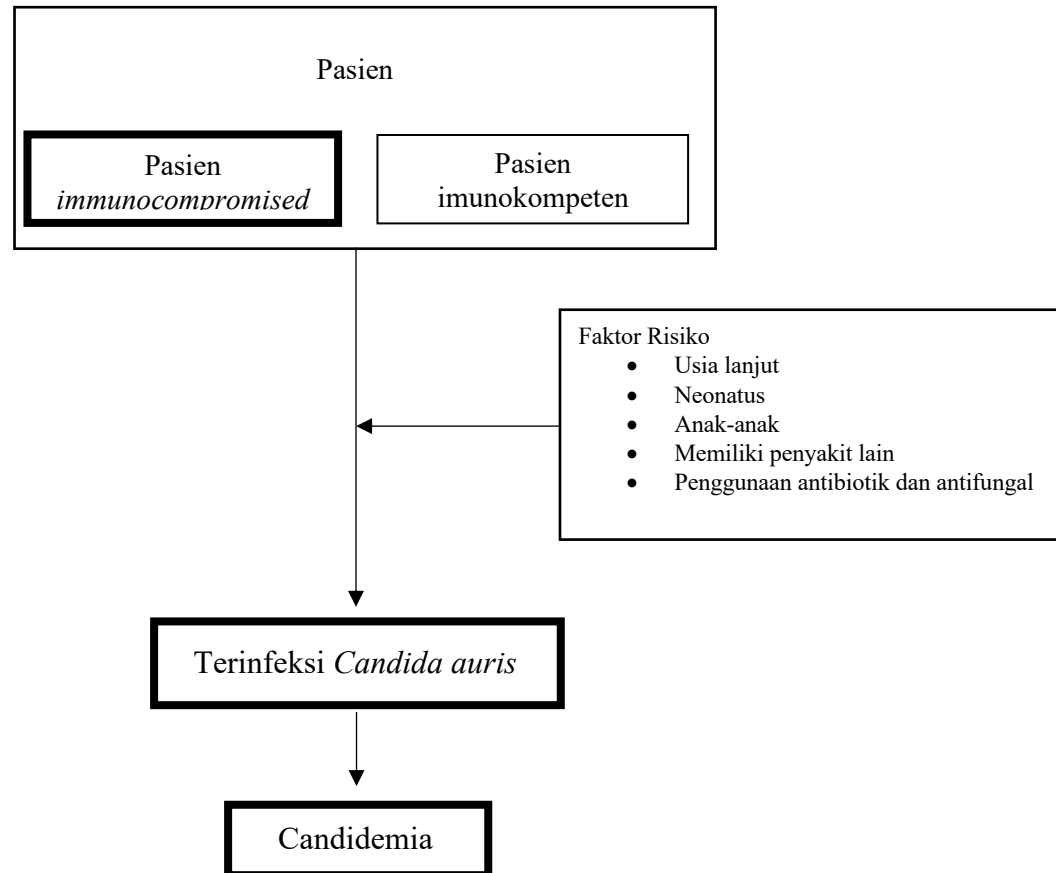 Pasien
Pasien
immunocompromised
Pasien
imunokompeten
Faktor Risiko
• Usia lanjut
• Neonatus
• Anak-anak
• Memiliki penyakit lain
• Penggunaan antibiotik dan antifungal
Terinfeksi Candida auris
Candidemia